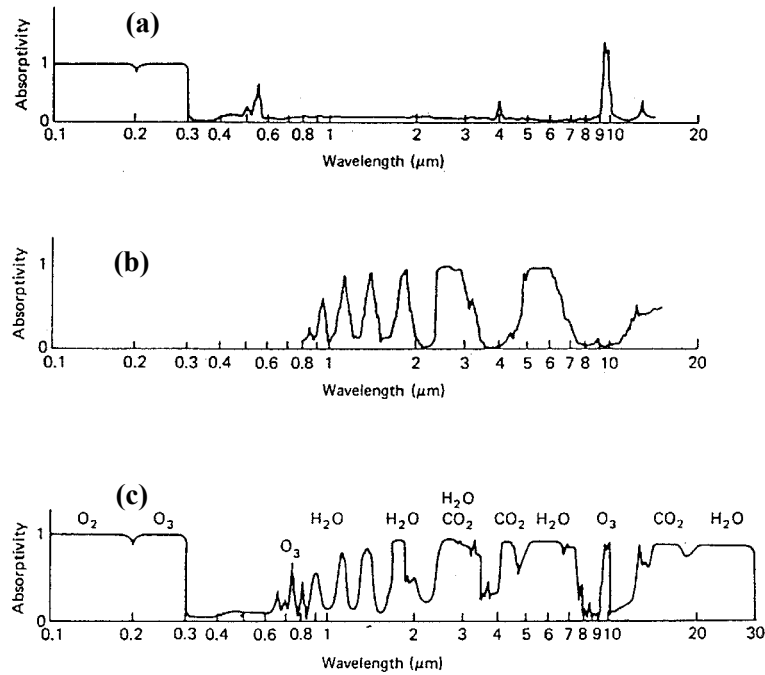 (a)
Absorptivity
1
0
0.1 0.2 0.3 0.4 0.6 0.8 1 2 3 4 5 6 7 8 9 10 20
Wavelength (μm)
(b)
Absorptivity
1
0
0.1 0.2 0.3 0.4 0.6 0.8 1 2 3 4 5 6 7 8 9 10 20
Wavelength (μm)
(c)
H₂O
O₂ O₃ H₂O H₂O CO₂ CO₂ H₂O O₃ CO₂ H₂O
O₃
Absorptivity
1
0
0.1 0.2 0.3 0.4 0.6 0.8 1 2 3 4 5 6 7 8 9 10 20 30
Wavelength (μm)